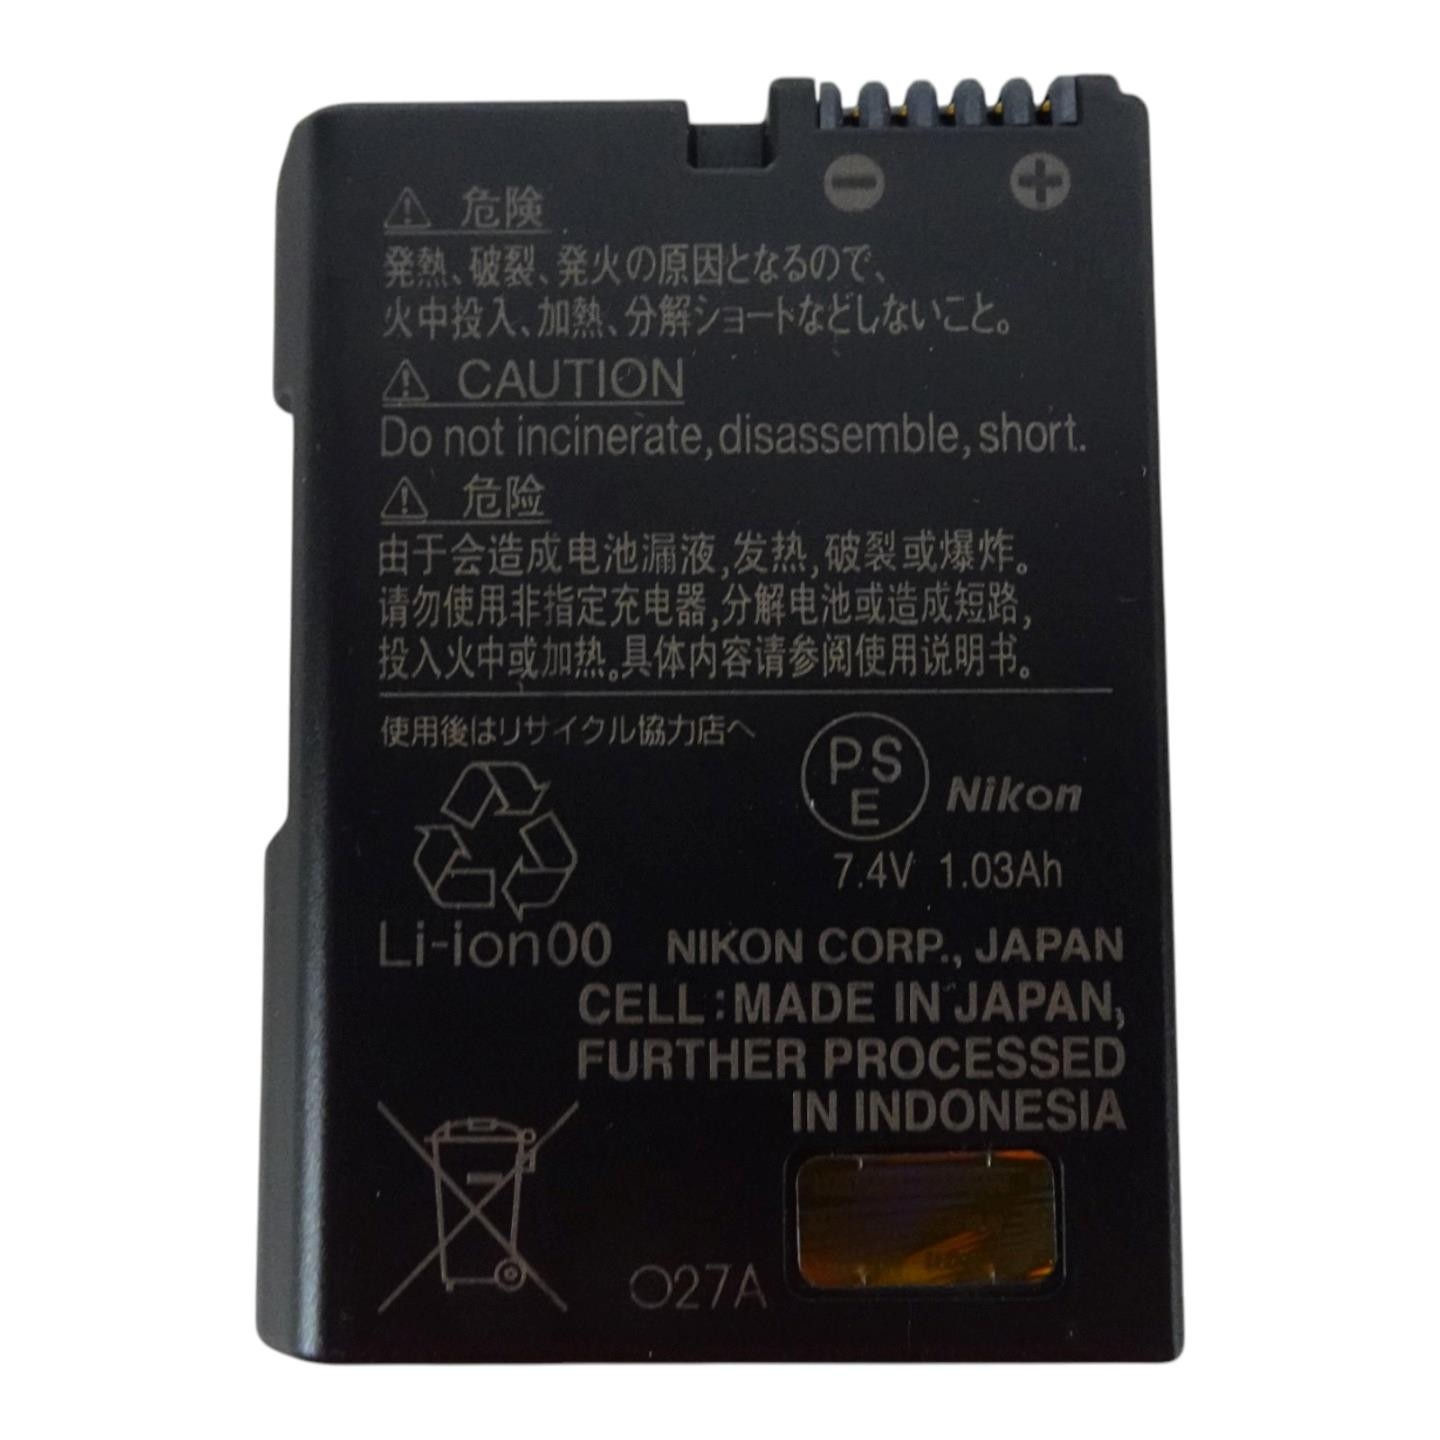 危険
発熱、破裂、発火の原因となるので、
火中投入、加熱、分解ショートなどしないこと。
CAUTION
Do not incinerate, disassemble, short.
危险
由于会造成电池漏液,发热,破裂或爆炸。
请勿使用非指定充电器,分解电池或造成短路,
投入火中或加热。具体内容请参阅使用说明书。
使用後はリサイクル協力店へ
PS
E
Nikon
7.4V 1.03Ah
Li-ion00
NIKON CORP., JAPAN
CELL:MADE IN JAPAN,
FURTHER PROCESSED
IN INDONESIA
O27A